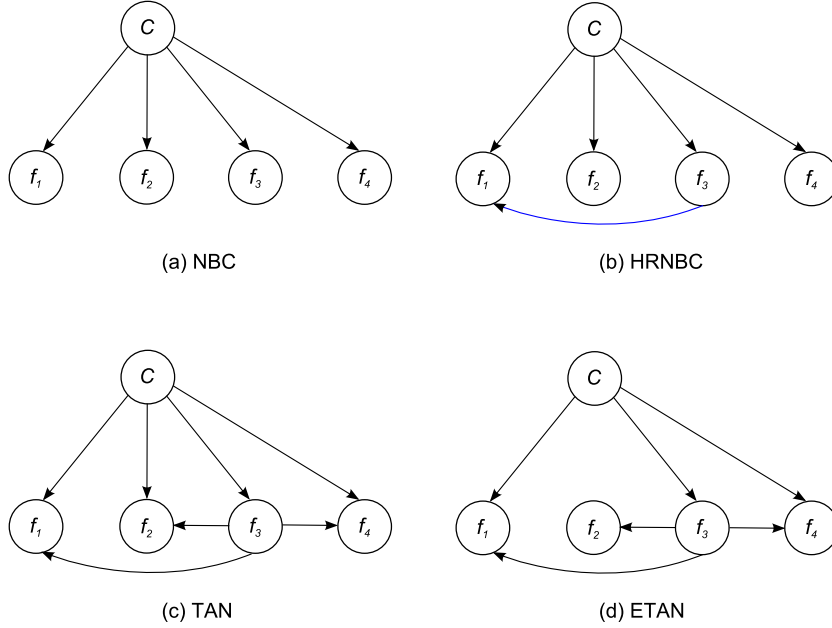 C
C
f1 f2 f3 f4
f1 f2 f3 f4
(a) NBC
(b) HRNBC
C
C
f1 f2 f3 f4
f1 f2 f3 f4
(c) TAN
(d) ETAN